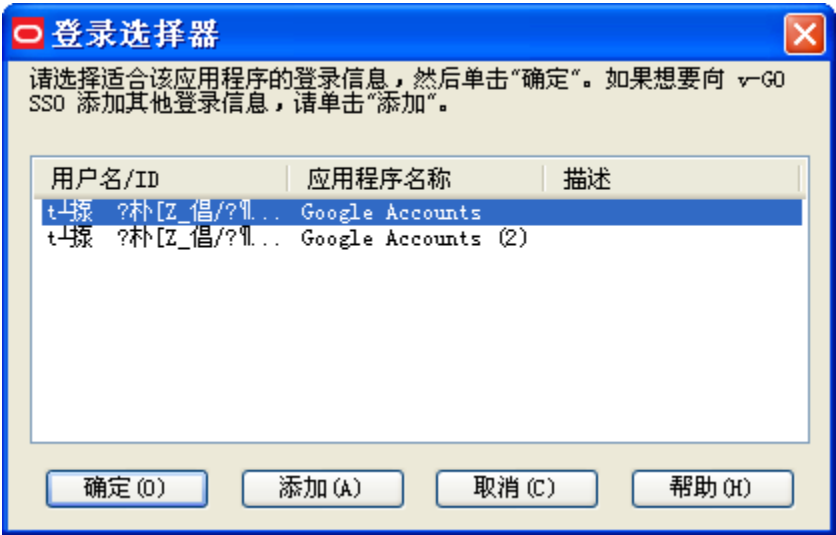 登录选择器
请选择适合该应用程序的登录信息，然后单击“确定”。如果想要向 v-GO
SSO 添加其他登录信息，请单击“添加”。
用户名/ID 应用程序名称 描述
Google Accounts
Google Accounts (2)
确定(O) 添加(A) 取消(C) 帮助(H)